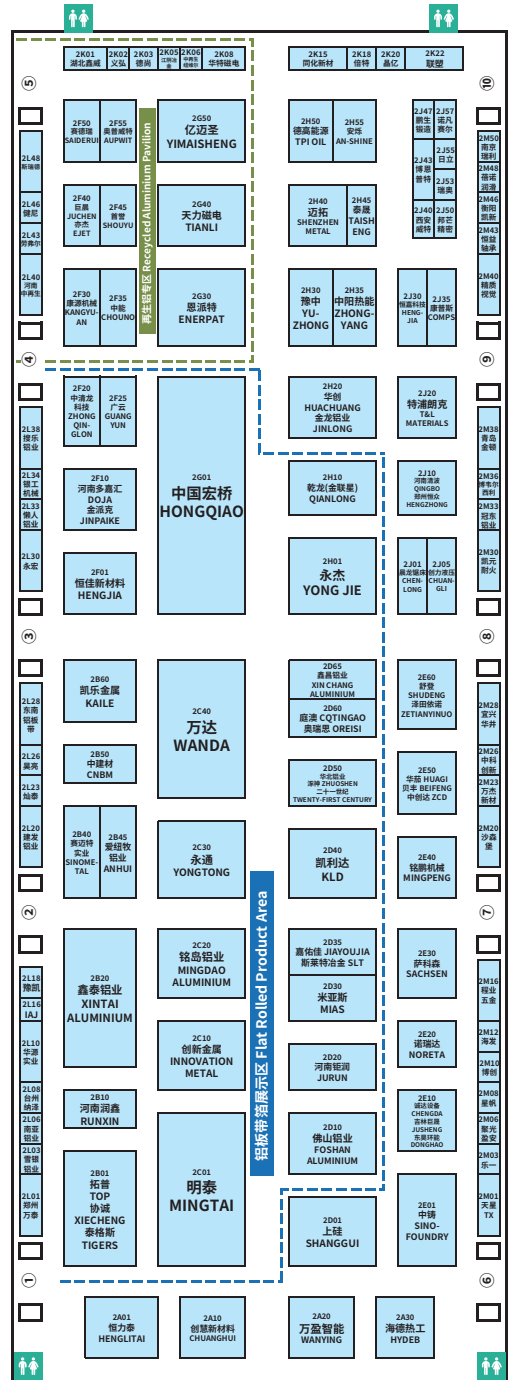 2K01
湖北鑫威
2K02
义弘
2K03
德尚
2K05
江铜冶金
2K06
中再生
纽维尔
2K08
华特磁电
2K15
同化新材
2K18
倍特
2K20
晶亿
2K22
联塑
⑤
⑩
2F50
赛德瑞
SAIDERUI
2F55
奥普威特
AUPWIT
2G50
亿迈圣
YIMAISHENG
2H50
德高能源
TPI OIL
2H55
安烁
AN-SHINE
2J47
鹏生
锻造
2J57
诺凡
赛尔
2J43
博恩
普特
2J55
日立
2J53
瑞奥
2J40
西安
威特
2J50
邦芒
精密
2L48
斯瑞德
2L46
健尼
2L43
劳弗尔
2L40
河南
中再生
2M50
南京
瑞利
2M48
蓓诺
润滑
2M46
衡阳
凯新
2M43
恒益
轴承
2M40
精质
视觉
2F40
巨晨
JUCHEN
亦杰
EJET
2F45
首誉
SHOUYU
2G40
天力磁电
TIANLI
2H40
迈拓
SHENZHEN
METAL
2H45
泰晟
TAISH
ENG
再生铝专区 Receycled Aluminium Pavilion
2F30
康源机械
KANGYU-
AN
2F35
中能
CHOUNO
2G30
恩派特
ENERPAT
2H30
豫中
YU-
ZHONG
2H35
中阳热能
ZHONG-
YANG
2J30
恒嘉科技
HENG-
JIA
2J35
康普斯
COMPS
④
⑨
2F20
中清龙
科技
ZHONG
QIN-
GLON
2F25
广云
GUANG
YUN
2G01
中国宏桥
HONGQIAO
2H20
华创
HUACHUANG
金龙铝业
JINLONG
2J20
特浦朗克
T&L
MATERIALS
2L38
接乐
铝业
2L34
银工
机械
2L33
懒人
铝业
2L30
永宏
2M38
青岛
金顿
2M36
博韦尔
西利
2M33
冠东
铝业
2M30
凯元
耐火
2F10
河南多嘉汇
DOJA
金派克
JINPAIKE
2H10
乾龙(金联星)
QIANLONG
2J10
河南清波
QINGBO
郑州恒众
HENGZHONG
2F01
恒佳新材料
HENGJIA
2H01
永杰
YONG JIE
2J01
晨龙锯床
CHEN-
LONG
2J05
创力液压
CHUAN-
GLI
③
⑧
2B60
凯乐金属
KAILE
2C40
万达
WANDA
2D65
鑫昌铝业
XIN CHANG
ALUMINIUM
2D60
庭澳 CQTINGAO
奥瑞思 OREISI
2E60
舒登
SHUDENG
泽田依诺
ZETIANYINUO
2L28
东南
铝板
带
2L26
昊亮
2L23
灿泰
2L20
建发
铝业
2M28
宜兴
华井
2M26
中科
创新
2M23
万杰
新材
2M20
沙森
堡
2B50
中建材
CNBM
2D50
华北铝业
涿神 ZHUOSHEN
二十一世纪
TWENTY-FIRST CENTURY
2E50
华茄 HUAGI
贝丰 BEIFENG
中创达 ZCD
2B40
赛迈特
实业
SINOME-
TAL
2B45
爱纽牧
铝业
ANHUI
2C30
永通
YONGTONG
2D40
凯利达
KLD
2E40
铭鹏机械
MINGPENG
②
⑦
铝板带箔展示区 Flat Rolled Product Area
2B20
鑫泰铝业
XINTAI
ALUMINIUM
2C20
铭岛铝业
MINGDAO
ALUMINIUM
2D35
嘉佑佳 JIAYOUJIA
斯莱特冶金 SLT
2D30
米亚斯
MIAS
2E30
萨科森
SACHSEN
2L18
豫凯
2L16
IAJ
2L10
华源
实业
2L08
台州
纳泽
2L06
南亚
铝业
2L03
雪银
铝业
2L01
郑州
万泰
2M16
程业
五金
2M12
海发
2M10
博创
2M08
星帆
2M06
聚光
盈安
2M03
乐一
2M01
天星
TX
2C10
创新金属
INNOVATION
METAL
2D20
河南钜润
JURUN
2E20
诺瑞达
NORETA
2B10
河南润鑫
RUNXIN
2C01
明泰
MINGTAI
2D10
佛山铝业
FOSHAN
ALUMINIUM
2E10
诚达设备
CHENGDA
吉林巨晟
JUSHENG
东昊环能
DONGHAO
2B01
拓普
TOP
协诚
XIECHENG
泰格斯
TIGERS
2D01
上硅
SHANGGUI
2E01
中铸
SINO-
FOUNDRY
①
⑥
2A01
恒力泰
HENGLITAI
2A10
创慧新材料
CHUANGHUI
2A20
万盈智能
WANYING
2A30
海德热工
HYDEB